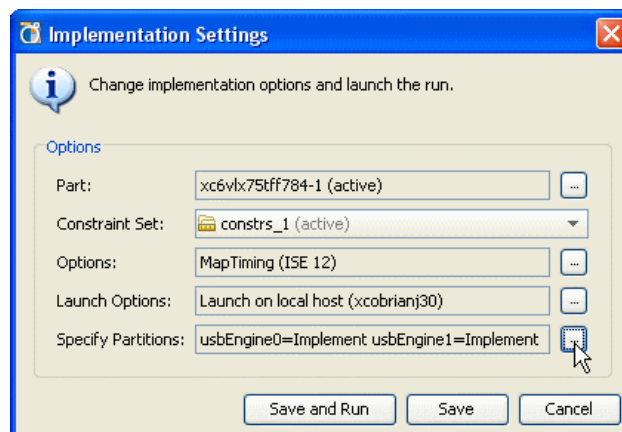 Implementation Settings
Change implementation options and launch the run.
Options
Part: xc6vlx75tff784-1 (active) ...
Constraint Set: constrs_1 (active)
Options: MapTiming (ISE 12) ...
Launch Options: Launch on local host (xcobrianj30) ...
Specify Partitions: usbEngine0=Implement usbEngine1=Implement ...
Save and Run Save Cancel